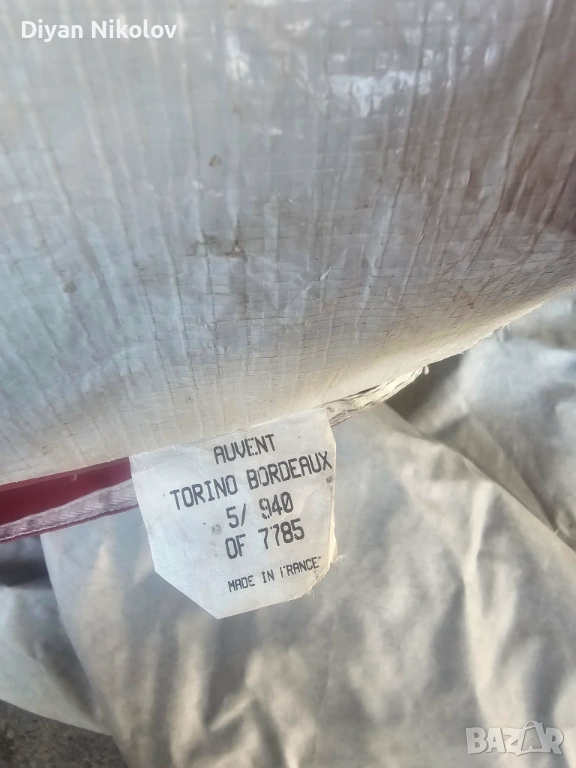 Diyan Nikolov
AUVENT
TORINO BORDEAUX
5/ 940
OF 7785
MADE IN FRANCE
BAZAR